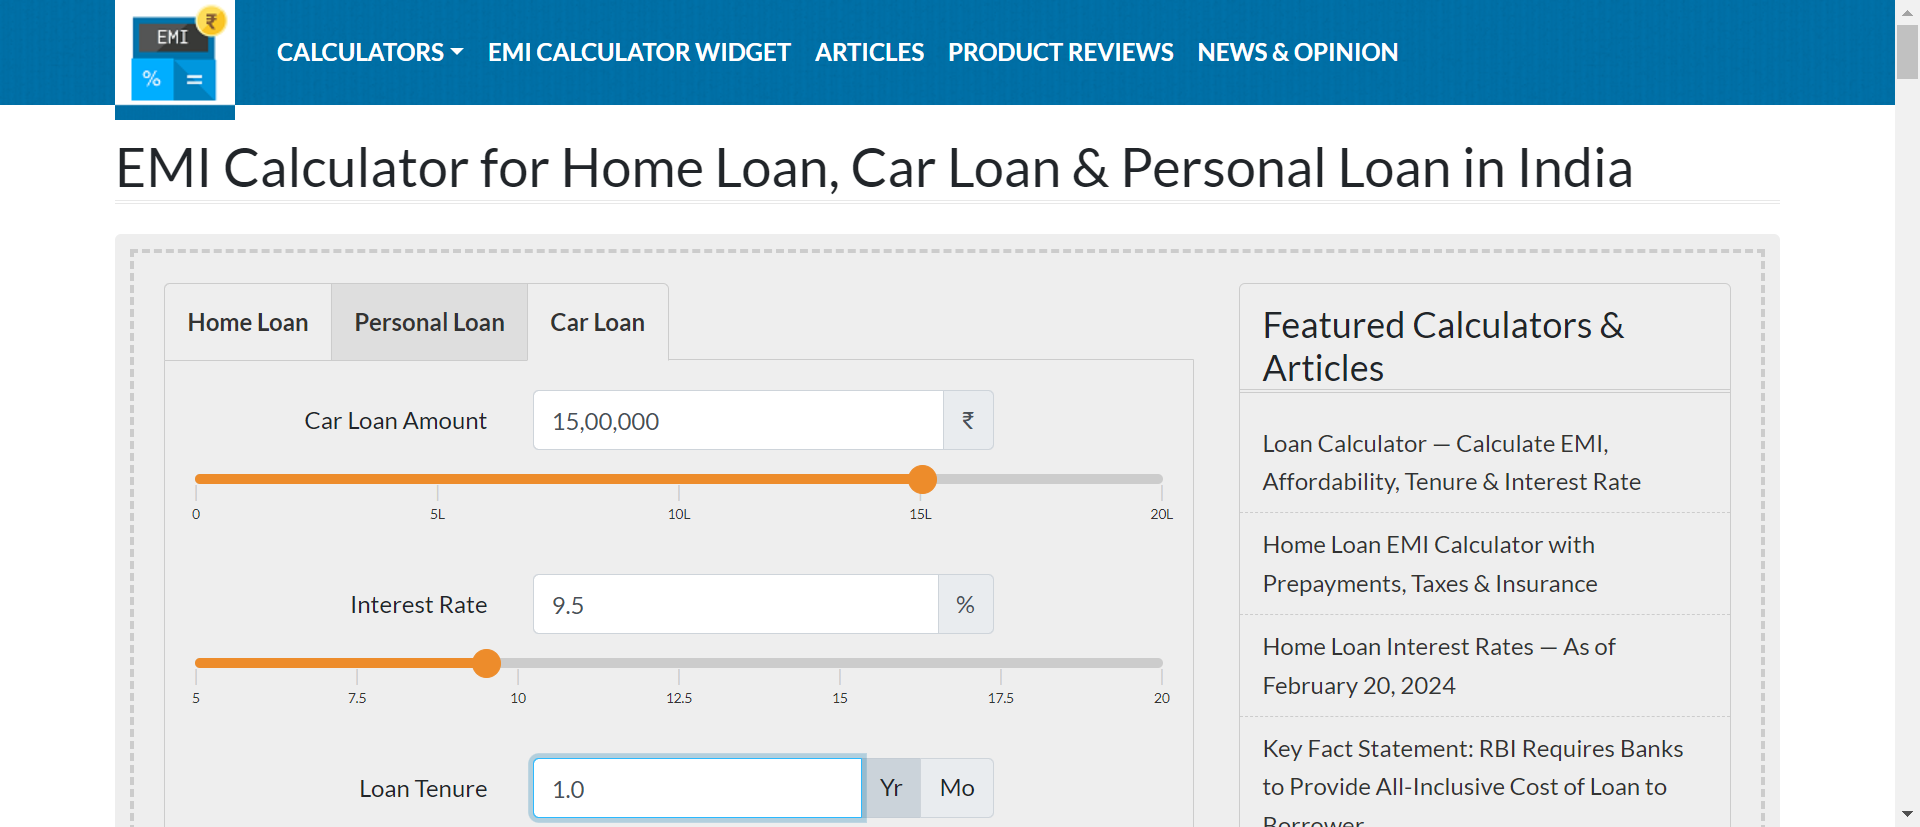 EMI
₹
%
=
CALCULATORS
EMI CALCULATOR WIDGET
ARTICLES
PRODUCT REVIEWS
NEWS & OPINION
EMI Calculator for Home Loan, Car Loan & Personal Loan in India
Home Loan
Personal Loan
Car Loan
Car Loan Amount
15,00,000
₹
0
5L
10L
15L
20L
Interest Rate
9.5
%
5
7.5
10
12.5
15
17.5
20
Loan Tenure
1.0
Yr
Mo
Featured Calculators &
Articles
Loan Calculator — Calculate EMI,
Affordability, Tenure & Interest Rate
Home Loan EMI Calculator with
Prepayments, Taxes & Insurance
Home Loan Interest Rates — As of
February 20, 2024
Key Fact Statement: RBI Requires Banks
to Provide All-Inclusive Cost of Loan to
Borrower